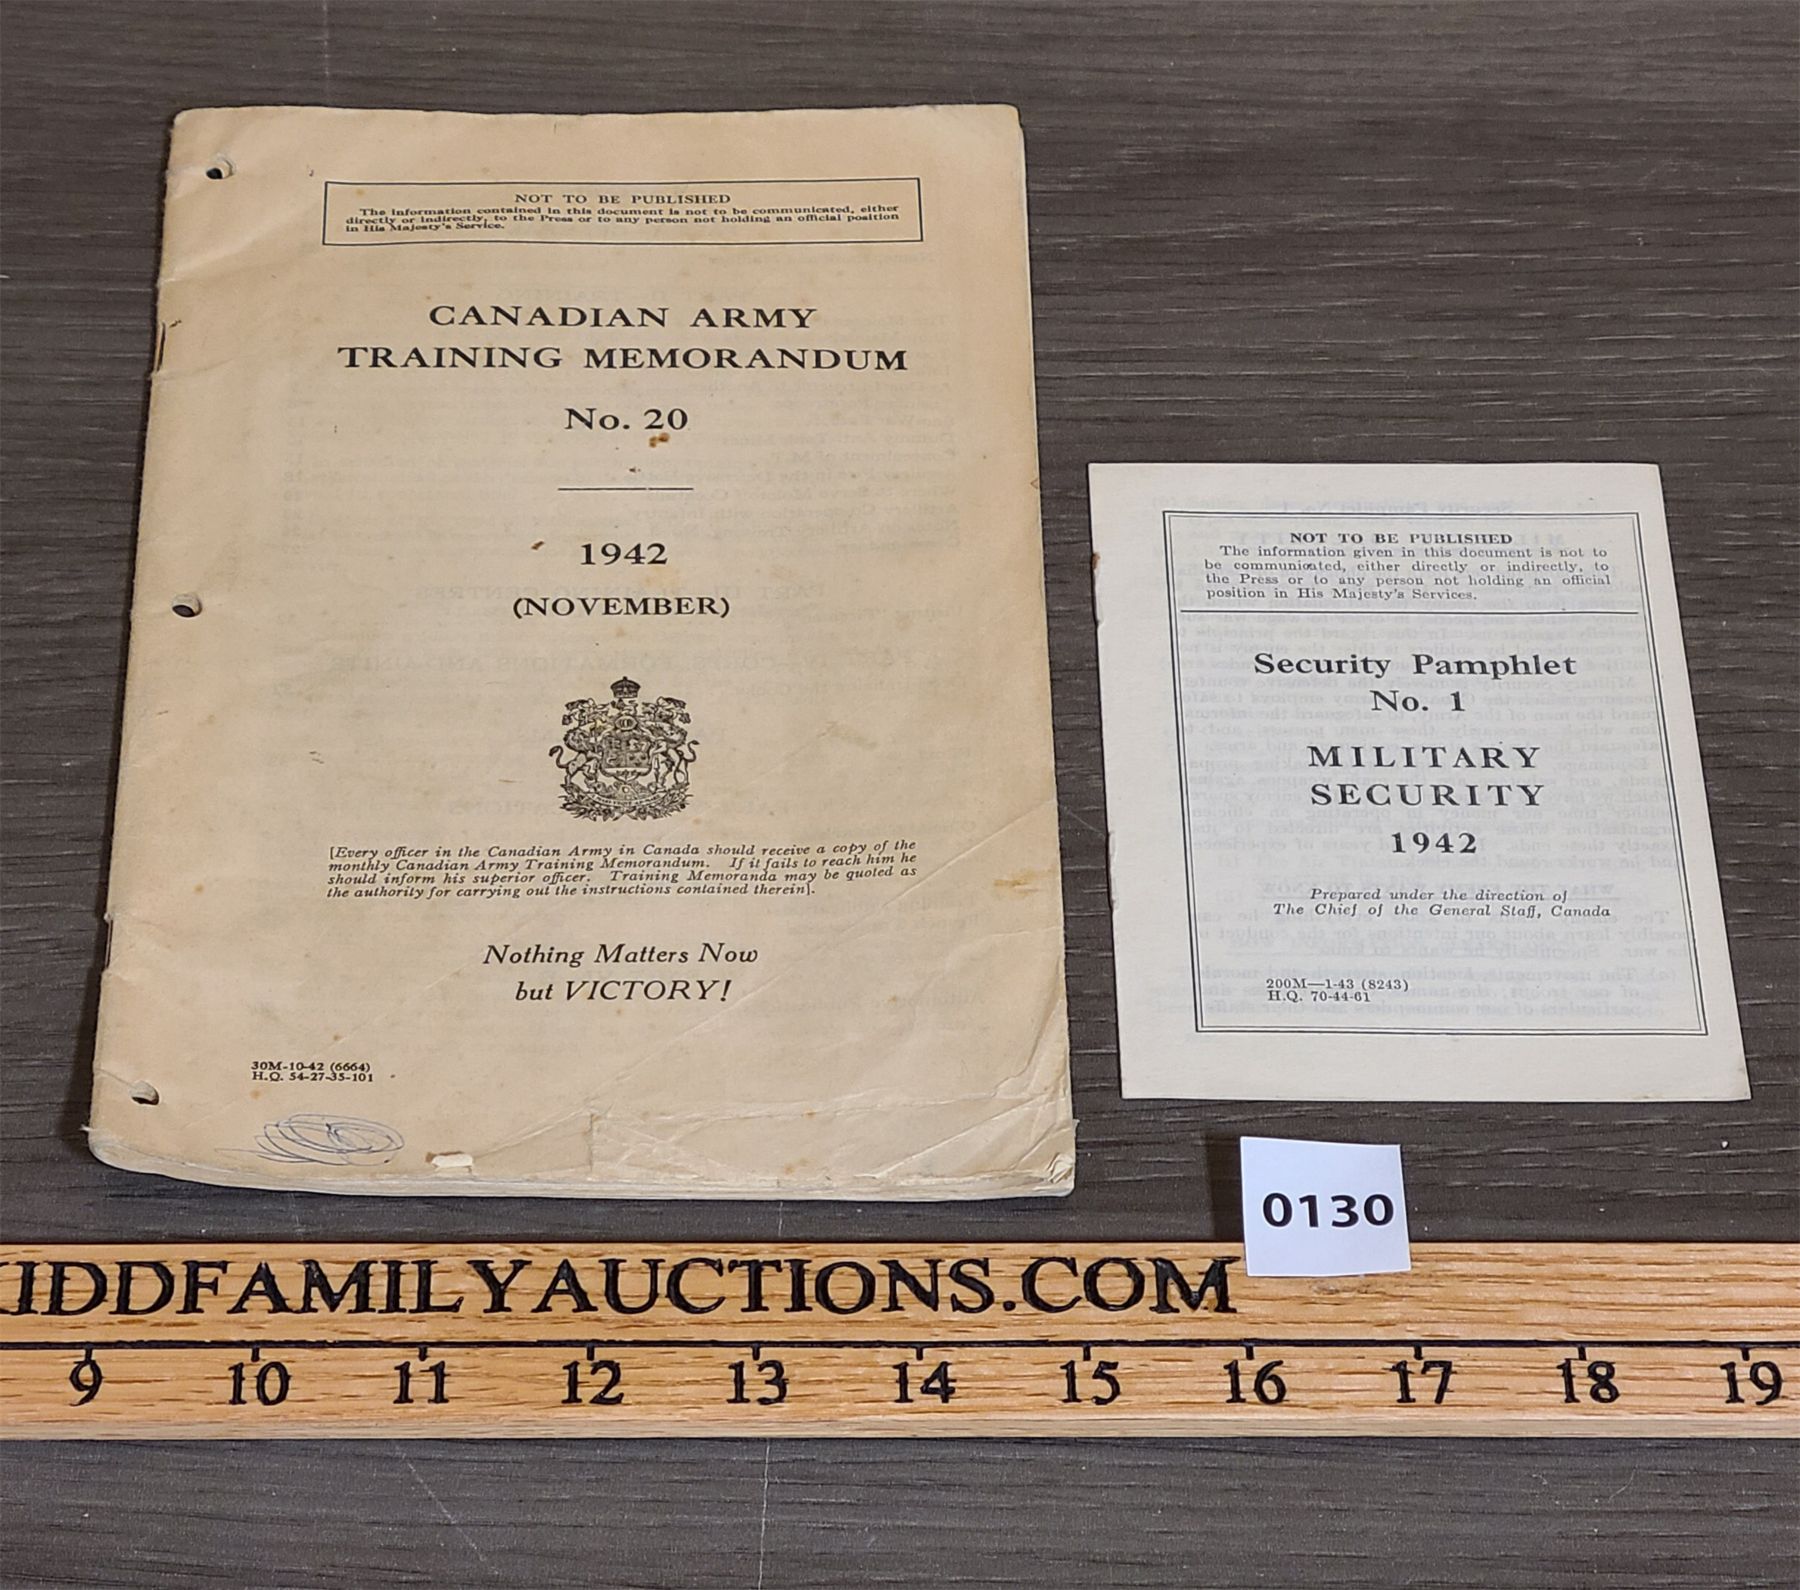 NOT TO BE PUBLISHED
The information contained in this document is not to be communicated, either
directly or indirectly, to the Press or to any person not holding an official position
in His Majesty's Service.
CANADIAN ARMY
TRAINING MEMORANDUM
No. 20
1942
(NOVEMBER)
[Every officer in the Canadian Army in Canada should receive a copy of the
monthly Canadian Army Training Memorandum. If it fails to reach him he
should inform his superior officer. Training Memoranda may be quoted as
the authority for carrying out the instructions contained therein].
Nothing Matters Now
but VICTORY!
30M-10-42 (6664)
H.Q. 54-27-35-101
NOT TO BE PUBLISHED
The information given in this document is not to
be communicated, either directly or indirectly, to
the Press or to any person not holding an official
position in His Majesty's Services.
Security Pamphlet
No. 1
MILITARY
SECURITY
1942
Prepared under the direction of
The Chief of the General Staff, Canada
200M—1-43 (8243)
H.Q. 70-44-61
0130
KIDDFAMILYAUCTIONS.COM
9 10 11 12 13 14 15 16 17 18 19